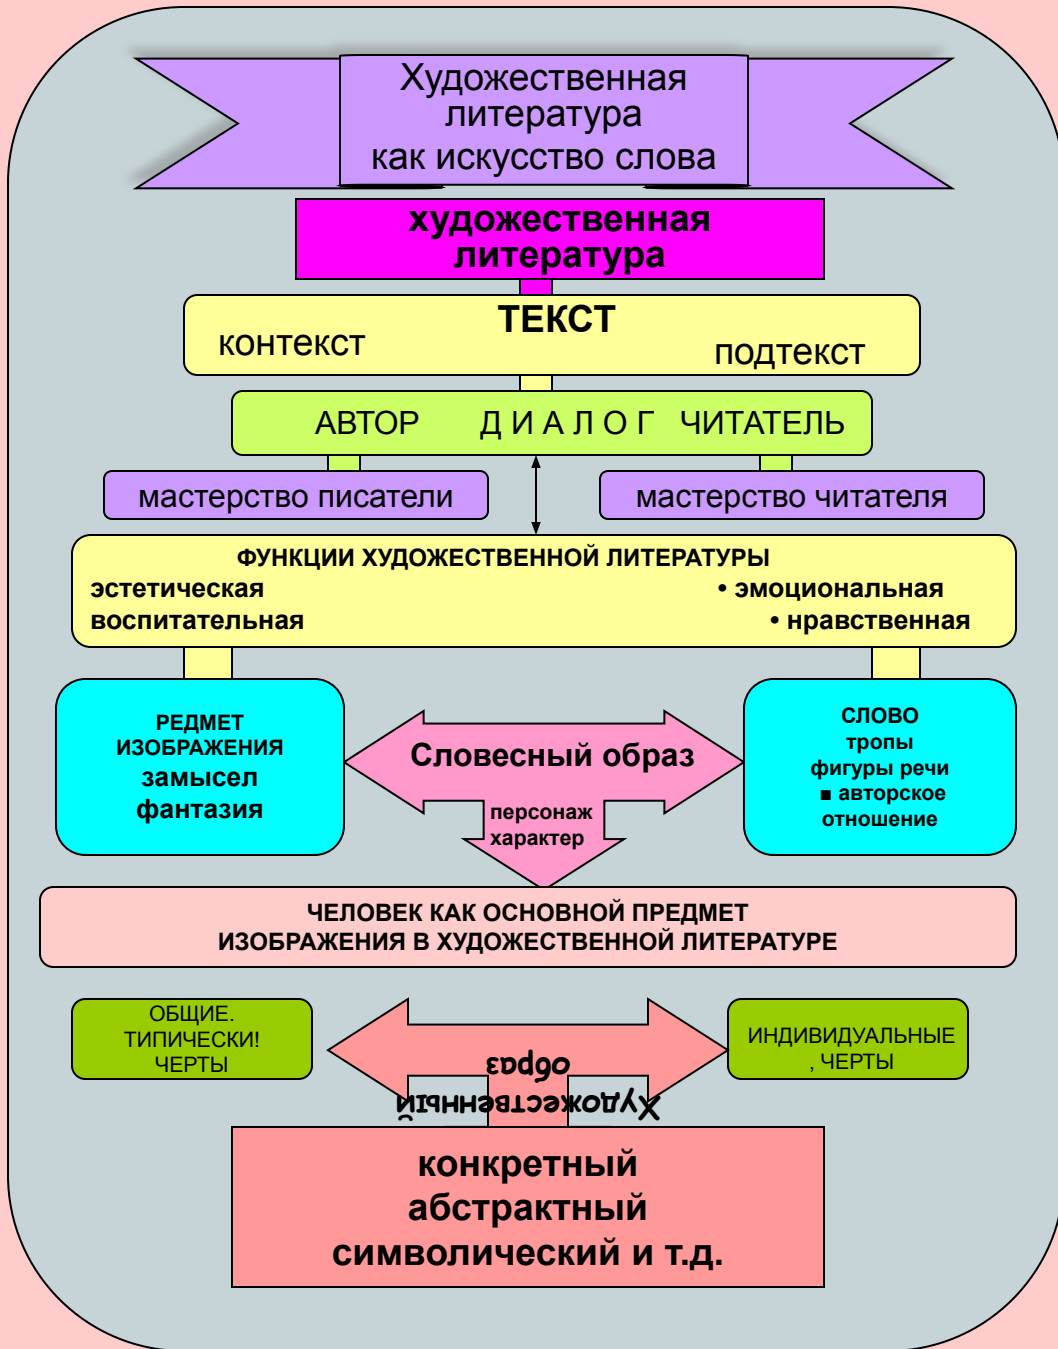 Художественная
литература
как искусство слова
художественная
литература
ТЕКСТ
контекст
подтекст
АВТОР Д И А Л О Г ЧИТАТЕЛЬ
мастерство писатели
мастерство читателя
ФУНКЦИИ ХУДОЖЕСТВЕННОЙ ЛИТЕРАТУРЫ
эстетическая • эмоциональная
воспитательная • нравственная
РЕДМЕТ
ИЗОБРАЖЕНИЯ
замысел
фантазия
Словесный образ
персонаж
характер
СЛОВО
тропы
фигуры речи
■ авторское
отношение
ЧЕЛОВЕК КАК ОСНОВНОЙ ПРЕДМЕТ
ИЗОБРАЖЕНИЯ В ХУДОЖЕСТВЕННОЙ ЛИТЕРАТУРЕ
ОБЩИЕ.
ТИПИЧЕСКИ!
ЧЕРТЫ
Художественный
образ
ИНДИВИДУАЛЬНЫЕ
, ЧЕРТЫ
конкретный
абстрактный
символический и т.д.